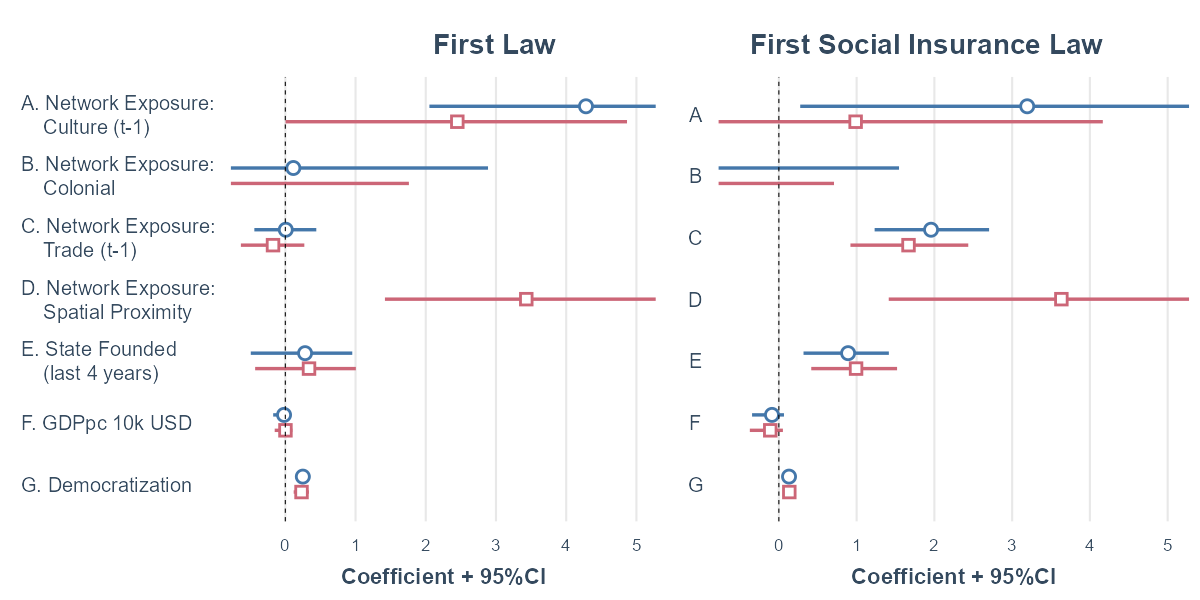 First Law
First Social Insurance Law
A. Network Exposure:
Culture (t-1)
B. Network Exposure:
Colonial
C. Network Exposure:
Trade (t-1)
D. Network Exposure:
Spatial Proximity
E. State Founded
(last 4 years)
F. GDPpc 10k USD
G. Democratization
0 1 2 3 4 5
Coefficient + 95%CI
A
B
C
D
E
F
G
0 1 2 3 4 5
Coefficient + 95%CI